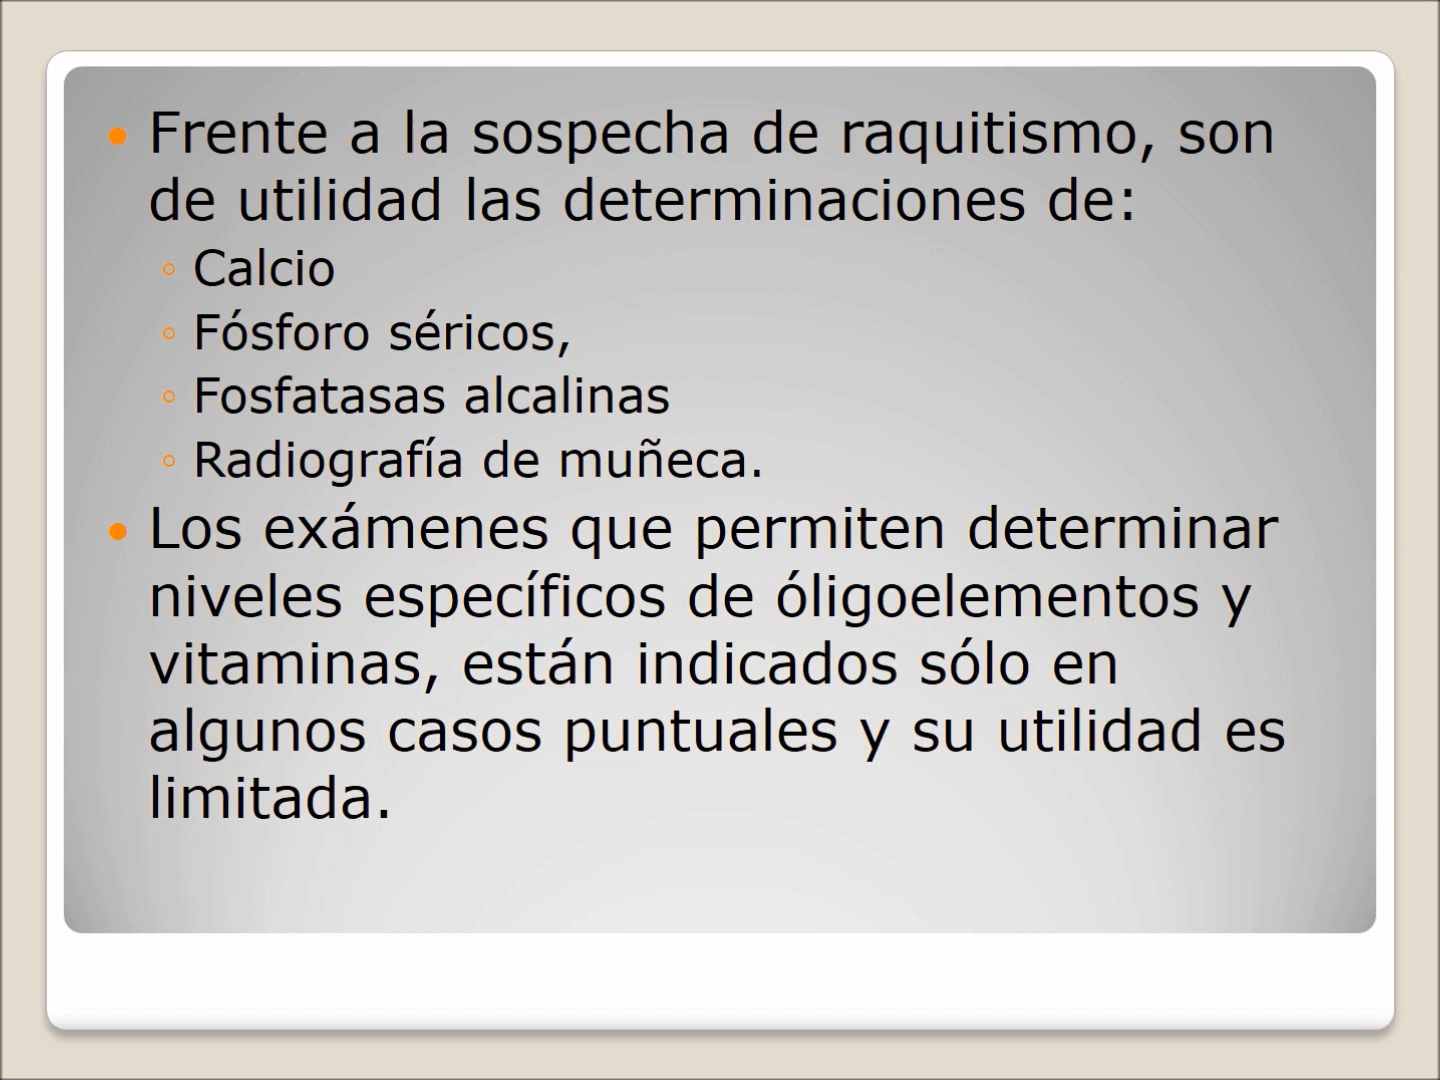 Frente a la sospecha de raquitismo, son
de utilidad las determinaciones de:
Calcio
Fósforo séricos,
Fosfatasas alcalinas
Radiografía de muñeca.
Los exámenes que permiten determinar
niveles específicos de óligoelementos y
vitaminas, están indicados sólo en
algunos casos puntuales y su utilidad es
limitada.